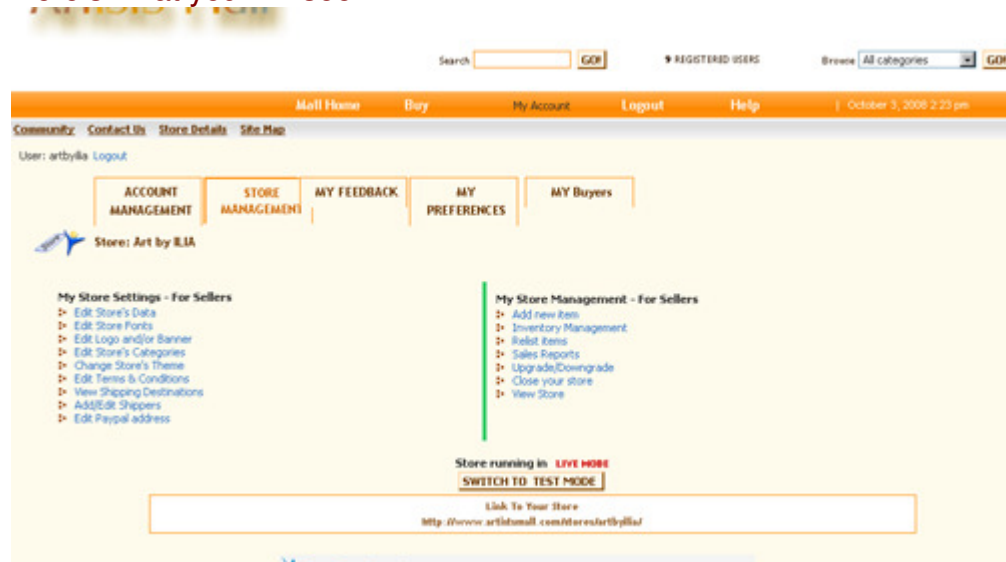 Search GO! 9 REGISTERED USERS Browse All categories GO!
Mall Home Buy My Account Logout Help | October 3, 2008 2:23 pm
Community Contact Us Store Details Site Map
User: artbyilia Logout
ACCOUNT MANAGEMENT
STORE MANAGEMENT
MY FEEDBACK
MY PREFERENCES
MY Buyers
Store: Art by ILIA
My Store Settings - For Sellers
Edit Store's Data
Edit Store Fonts
Edit Logo and/or Banner
Edit Store's Categories
Change Store's Theme
Edit Terms & Conditions
View Shipping Destinations
Add/Edit Shippers
Edit Paypal address
My Store Management - For Sellers
Add new item
Inventory Management
Relist items
Sales Reports
Upgrade/Downgrade
Close your store
View Store
Store running in LIVE MODE
SWITCH TO TEST MODE
Link To Your Store
http://www.artistsmall.com/stores/artbyilia/